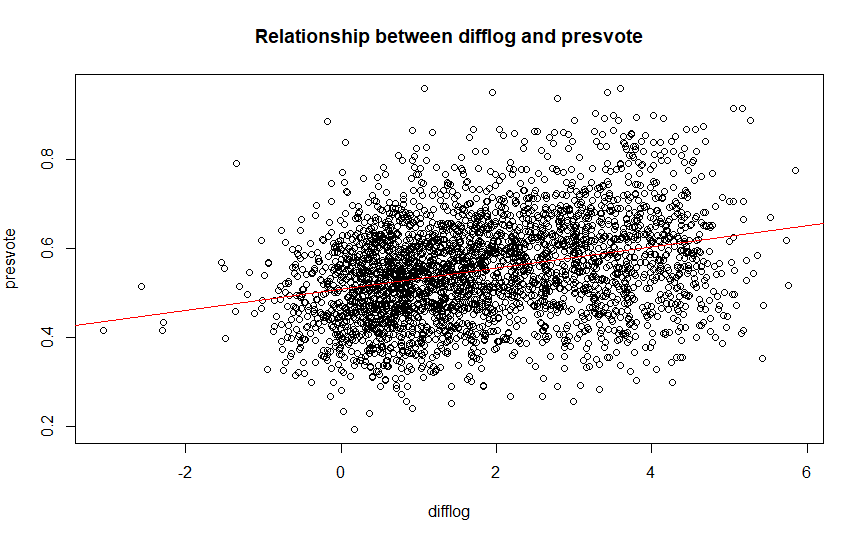 Relationship between difflog and presvote
presvote
0.8
0.6
0.4
0.2
-2 0 2 4 6
difflog